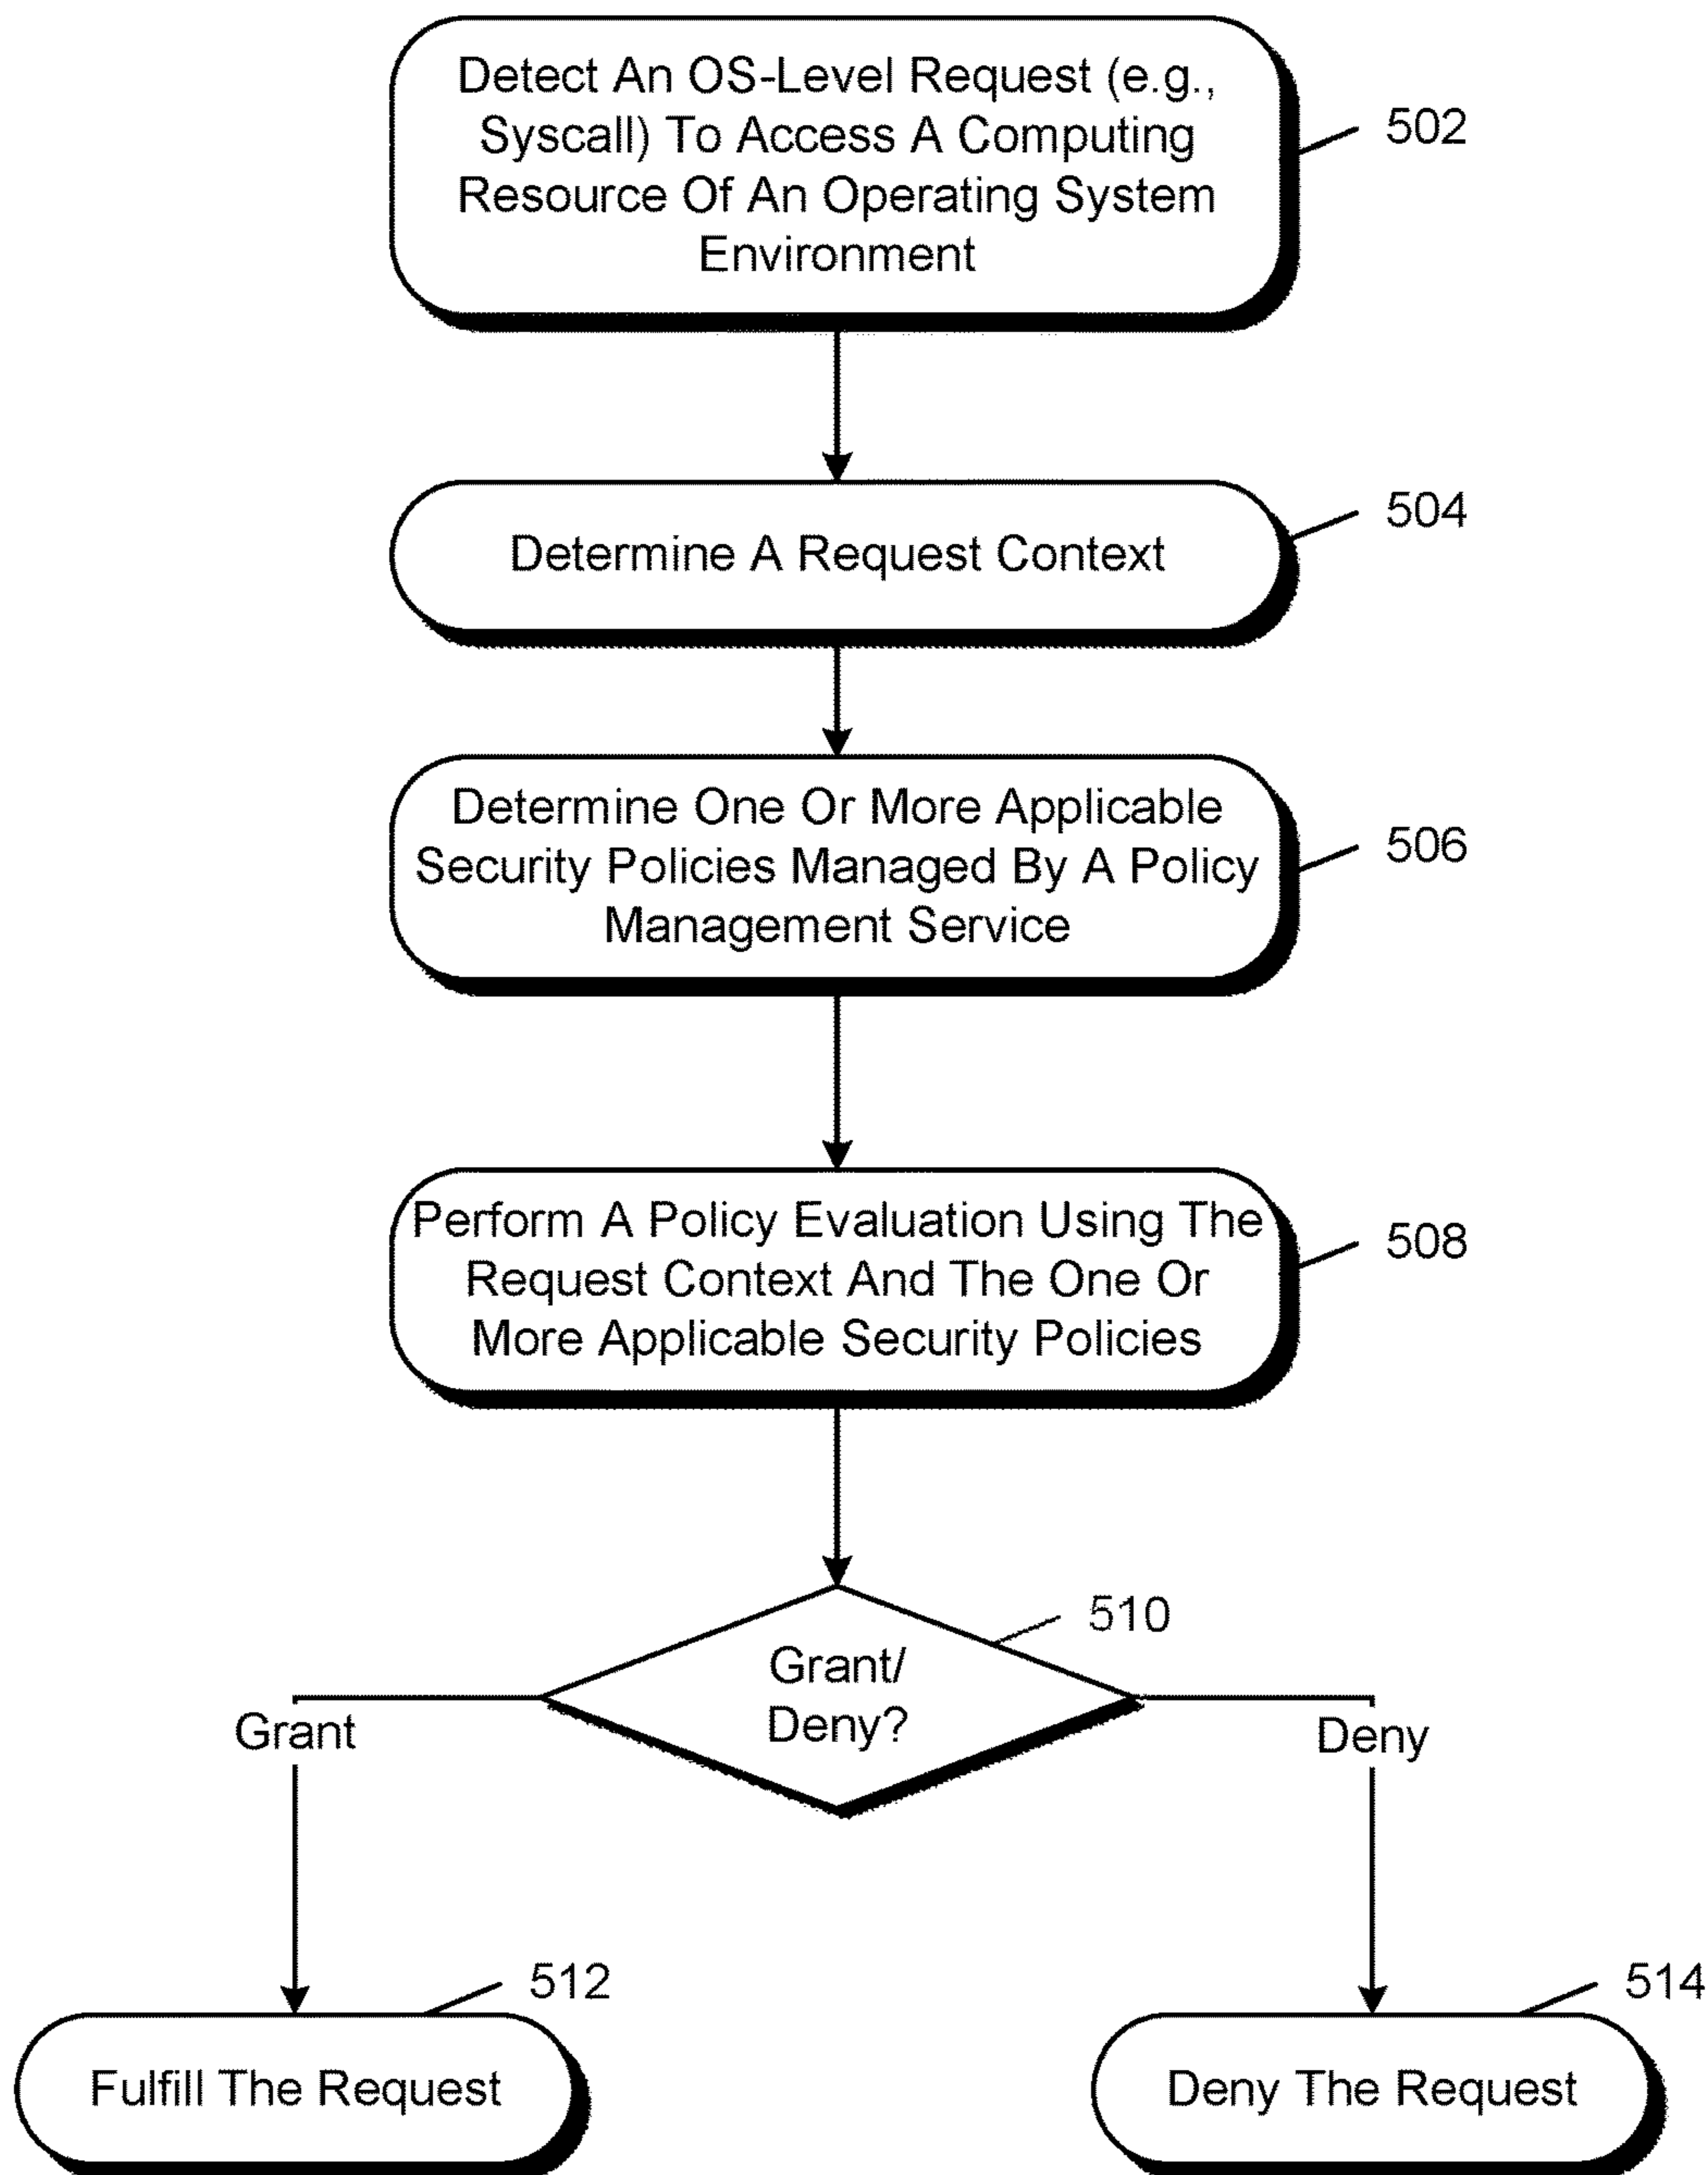 Detect An OS-Level Request (e.g.,
Syscall) To Access A Computing
Resource Of An Operating System
Environment
502
Determine A Request Context
504
Determine One Or More Applicable
Security Policies Managed By A Policy
Management Service
506
Perform A Policy Evaluation Using The
Request Context And The One Or
More Applicable Security Policies
508
Grant/
Deny?
510
Grant
Deny
Fulfill The Request
512
Deny The Request
514